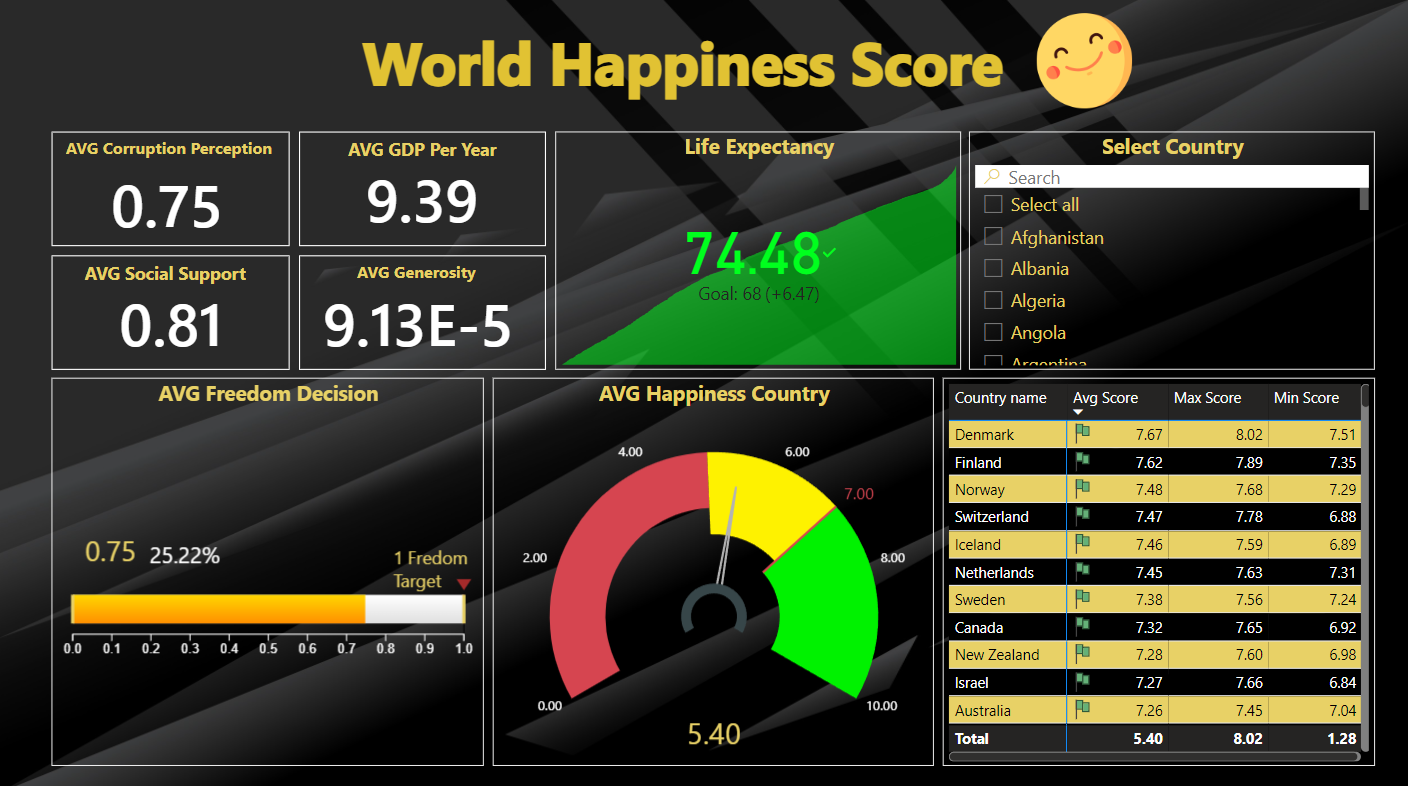 World Happiness Score
AVG Corruption Perception
0.75
AVG GDP Per Year
9.39
AVG Social Support
0.81
AVG Generosity
9.13E-5
Life Expectancy
74.48
Goal: 68 (+6.47)
Select Country
Search
Select all
Afghanistan
Albania
Algeria
Angola
Argentina
AVG Freedom Decision
0.75 25.22%
1 Fredom
Target
0.0 0.1 0.2 0.3 0.4 0.5 0.6 0.7 0.8 0.9 1.0
AVG Happiness Country
4.00 6.00
7.00
2.00 8.00
0.00 10.00
5.40
Country name Avg Score Max Score Min Score
Denmark 7.67 8.02 7.51
Finland 7.62 7.89 7.35
Norway 7.48 7.68 7.29
Switzerland 7.47 7.78 6.88
Iceland 7.46 7.59 6.89
Netherlands 7.45 7.63 7.31
Sweden 7.38 7.56 7.24
Canada 7.32 7.65 6.92
New Zealand 7.28 7.60 6.98
Israel 7.27 7.66 6.84
Australia 7.26 7.45 7.04
Total 5.40 8.02 1.28